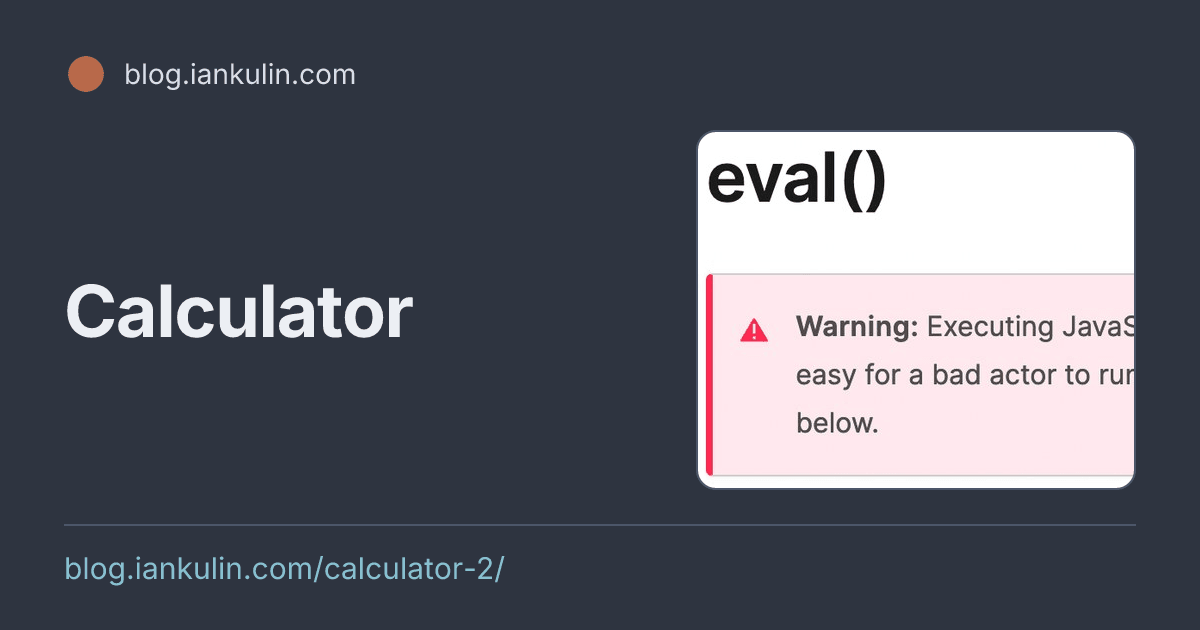 blog.iankulin.com
Calculator
eval()
Warning: Executing
easy for a bad actor to
below.
blog.iankulin.com/calculator-2/